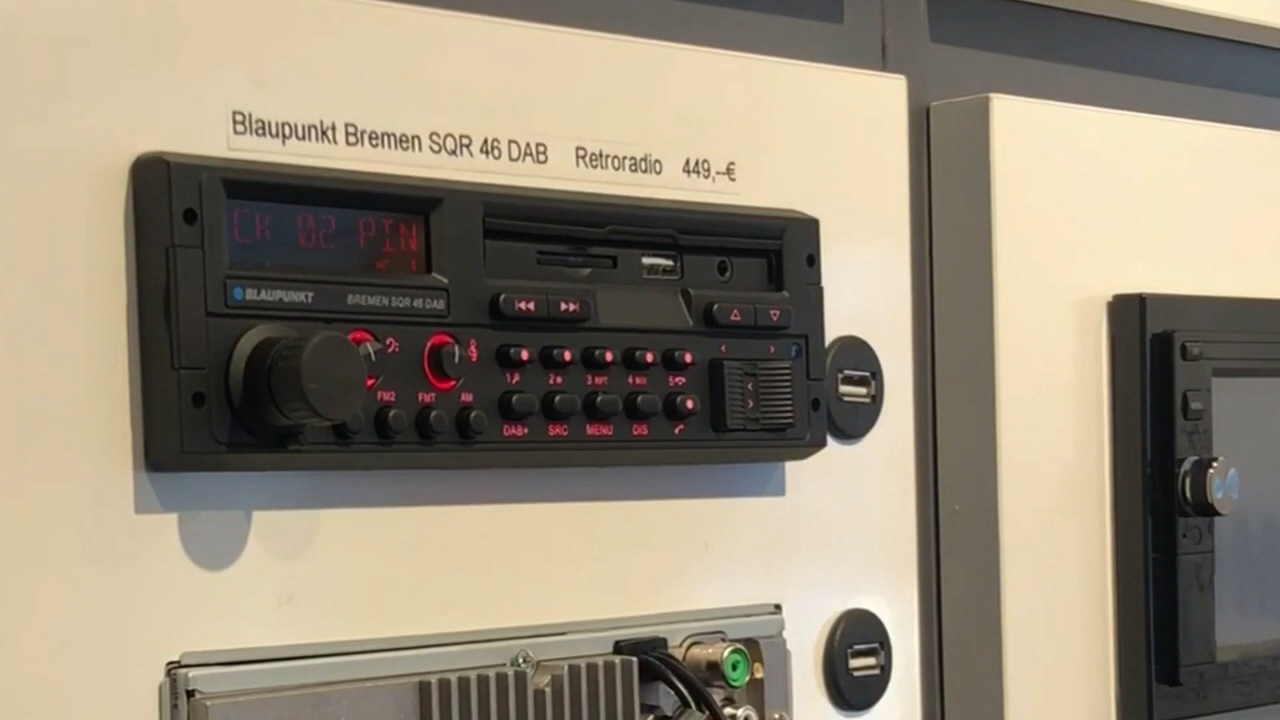 Blaupunkt Bremen SQR 46 DAB Retroradio 449,--€
CH 02 PIN
BLAUPUNKT BREMEN SQR 46 DAB
1 2 3 RPT 4 MIX 5
FM2 FMT AM
DAB+ SRC MENU DIS